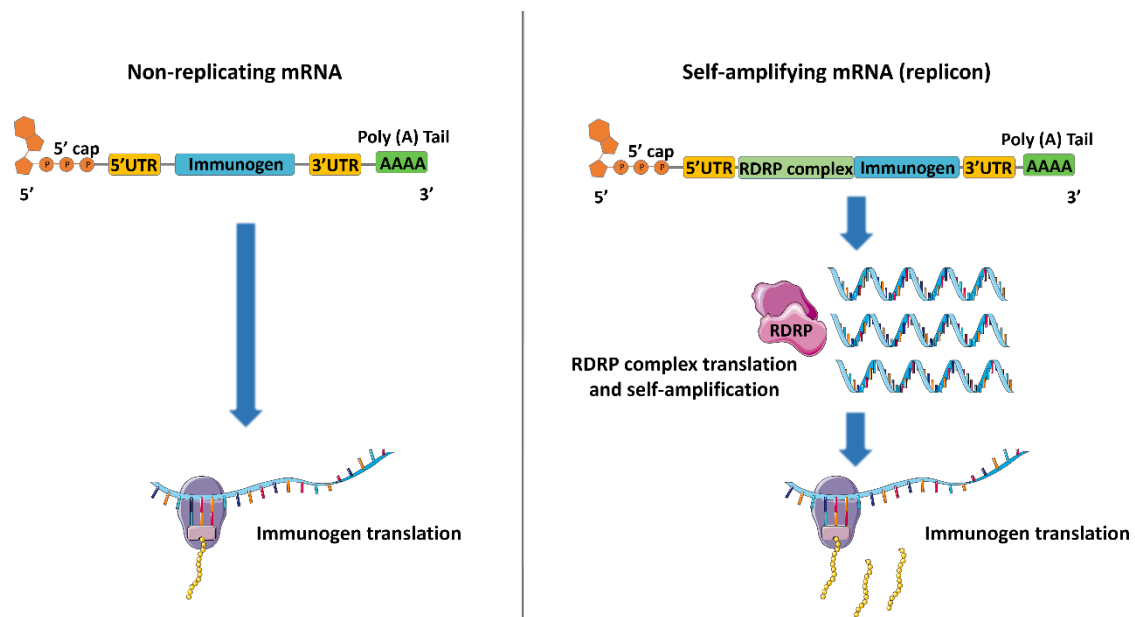 Non-replicating mRNA
5’ cap
Poly (A) Tail
P P P
5’UTR
Immunogen
3’UTR
AAAA
5’
3’
Immunogen translation
Self-amplifying mRNA (replicon)
5’ cap
Poly (A) Tail
P P P
5’UTR
RDRP complex
Immunogen
3’UTR
AAAA
5’
3’
RDRP
RDRP complex translation
and self-amplification
Immunogen translation